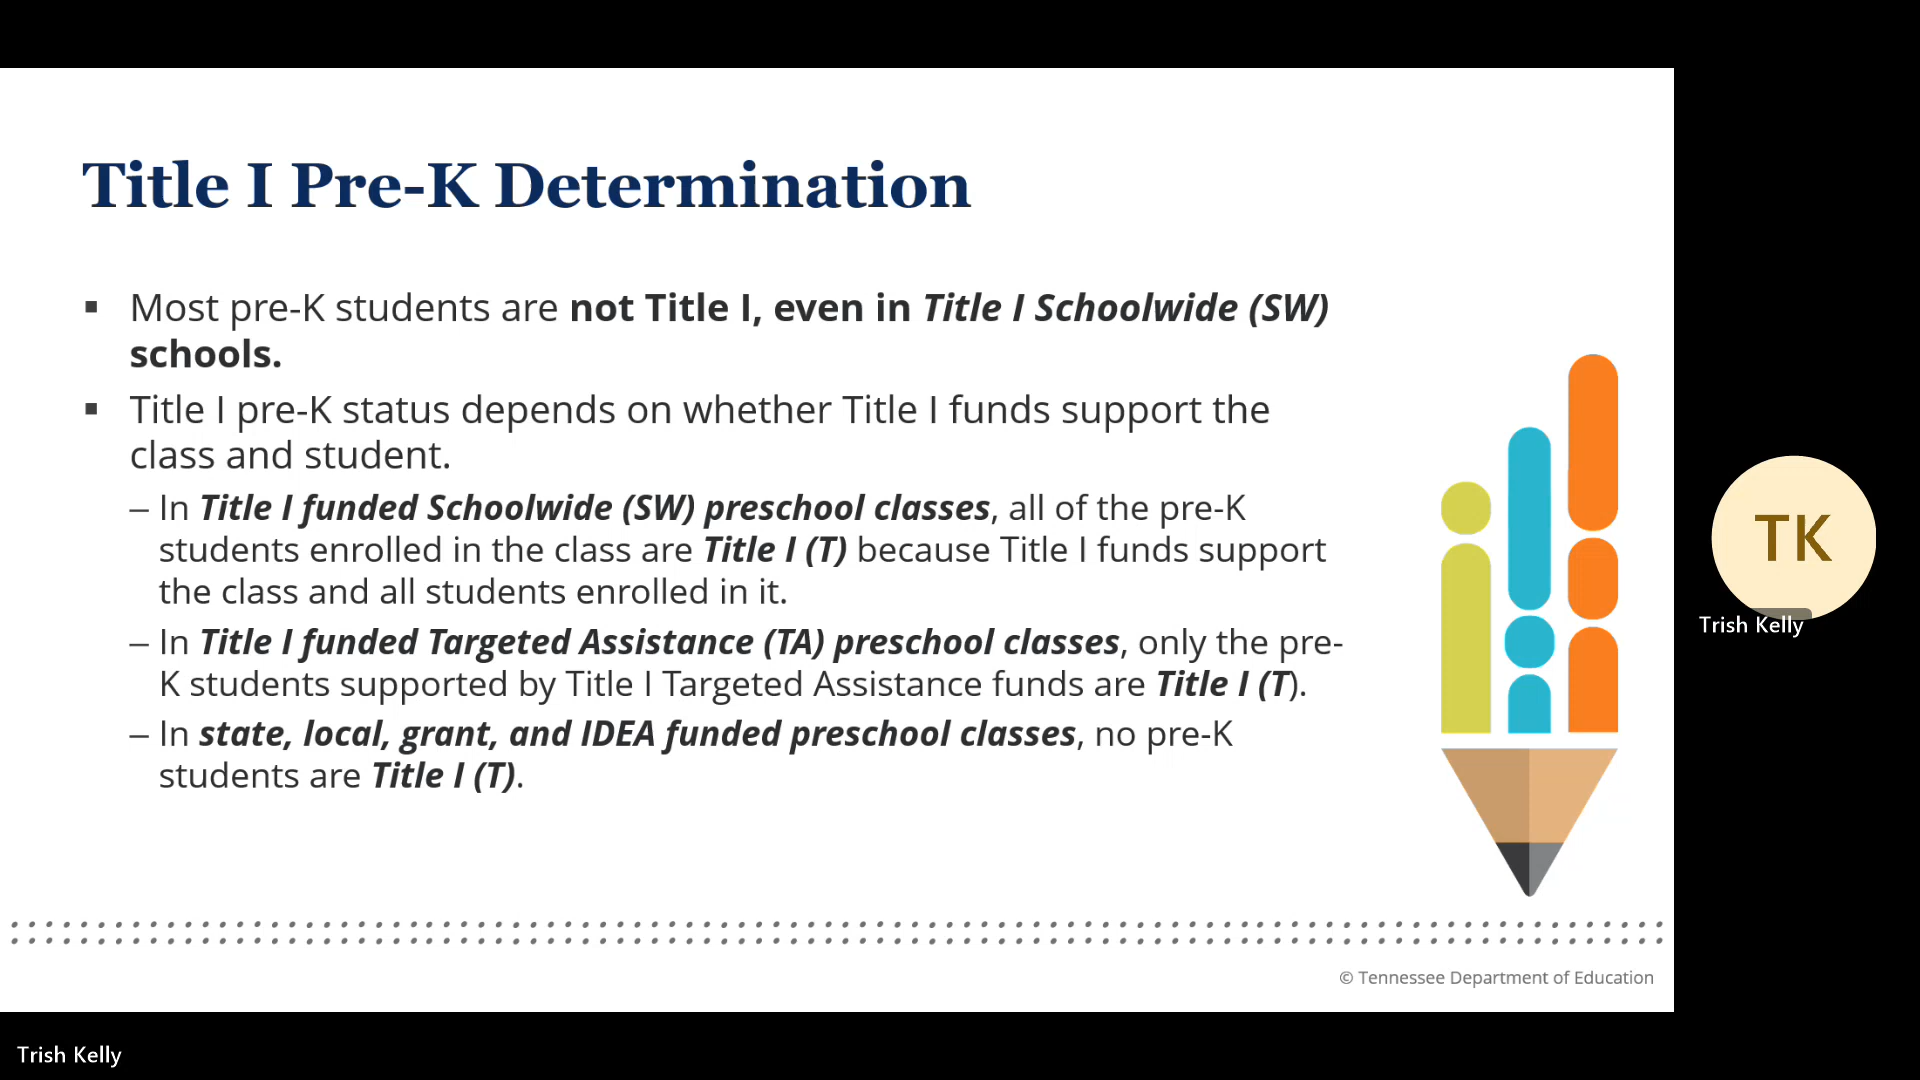 Title I Pre-K Determination
▪ Most pre-K students are not Title I, even in Title I Schoolwide (SW)
schools.
▪ Title I pre-K status depends on whether Title I funds support the
class and student.
– In Title I funded Schoolwide (SW) preschool classes, all of the pre-K
students enrolled in the class are Title I (T) because Title I funds support
the class and all students enrolled in it.
– In Title I funded Targeted Assistance (TA) preschool classes, only the pre-
K students supported by Title I Targeted Assistance funds are Title I (T).
– In state, local, grant, and IDEA funded preschool classes, no pre-K
students are Title I (T).
© Tennessee Department of Education
TK
Trish Kelly
Trish Kelly